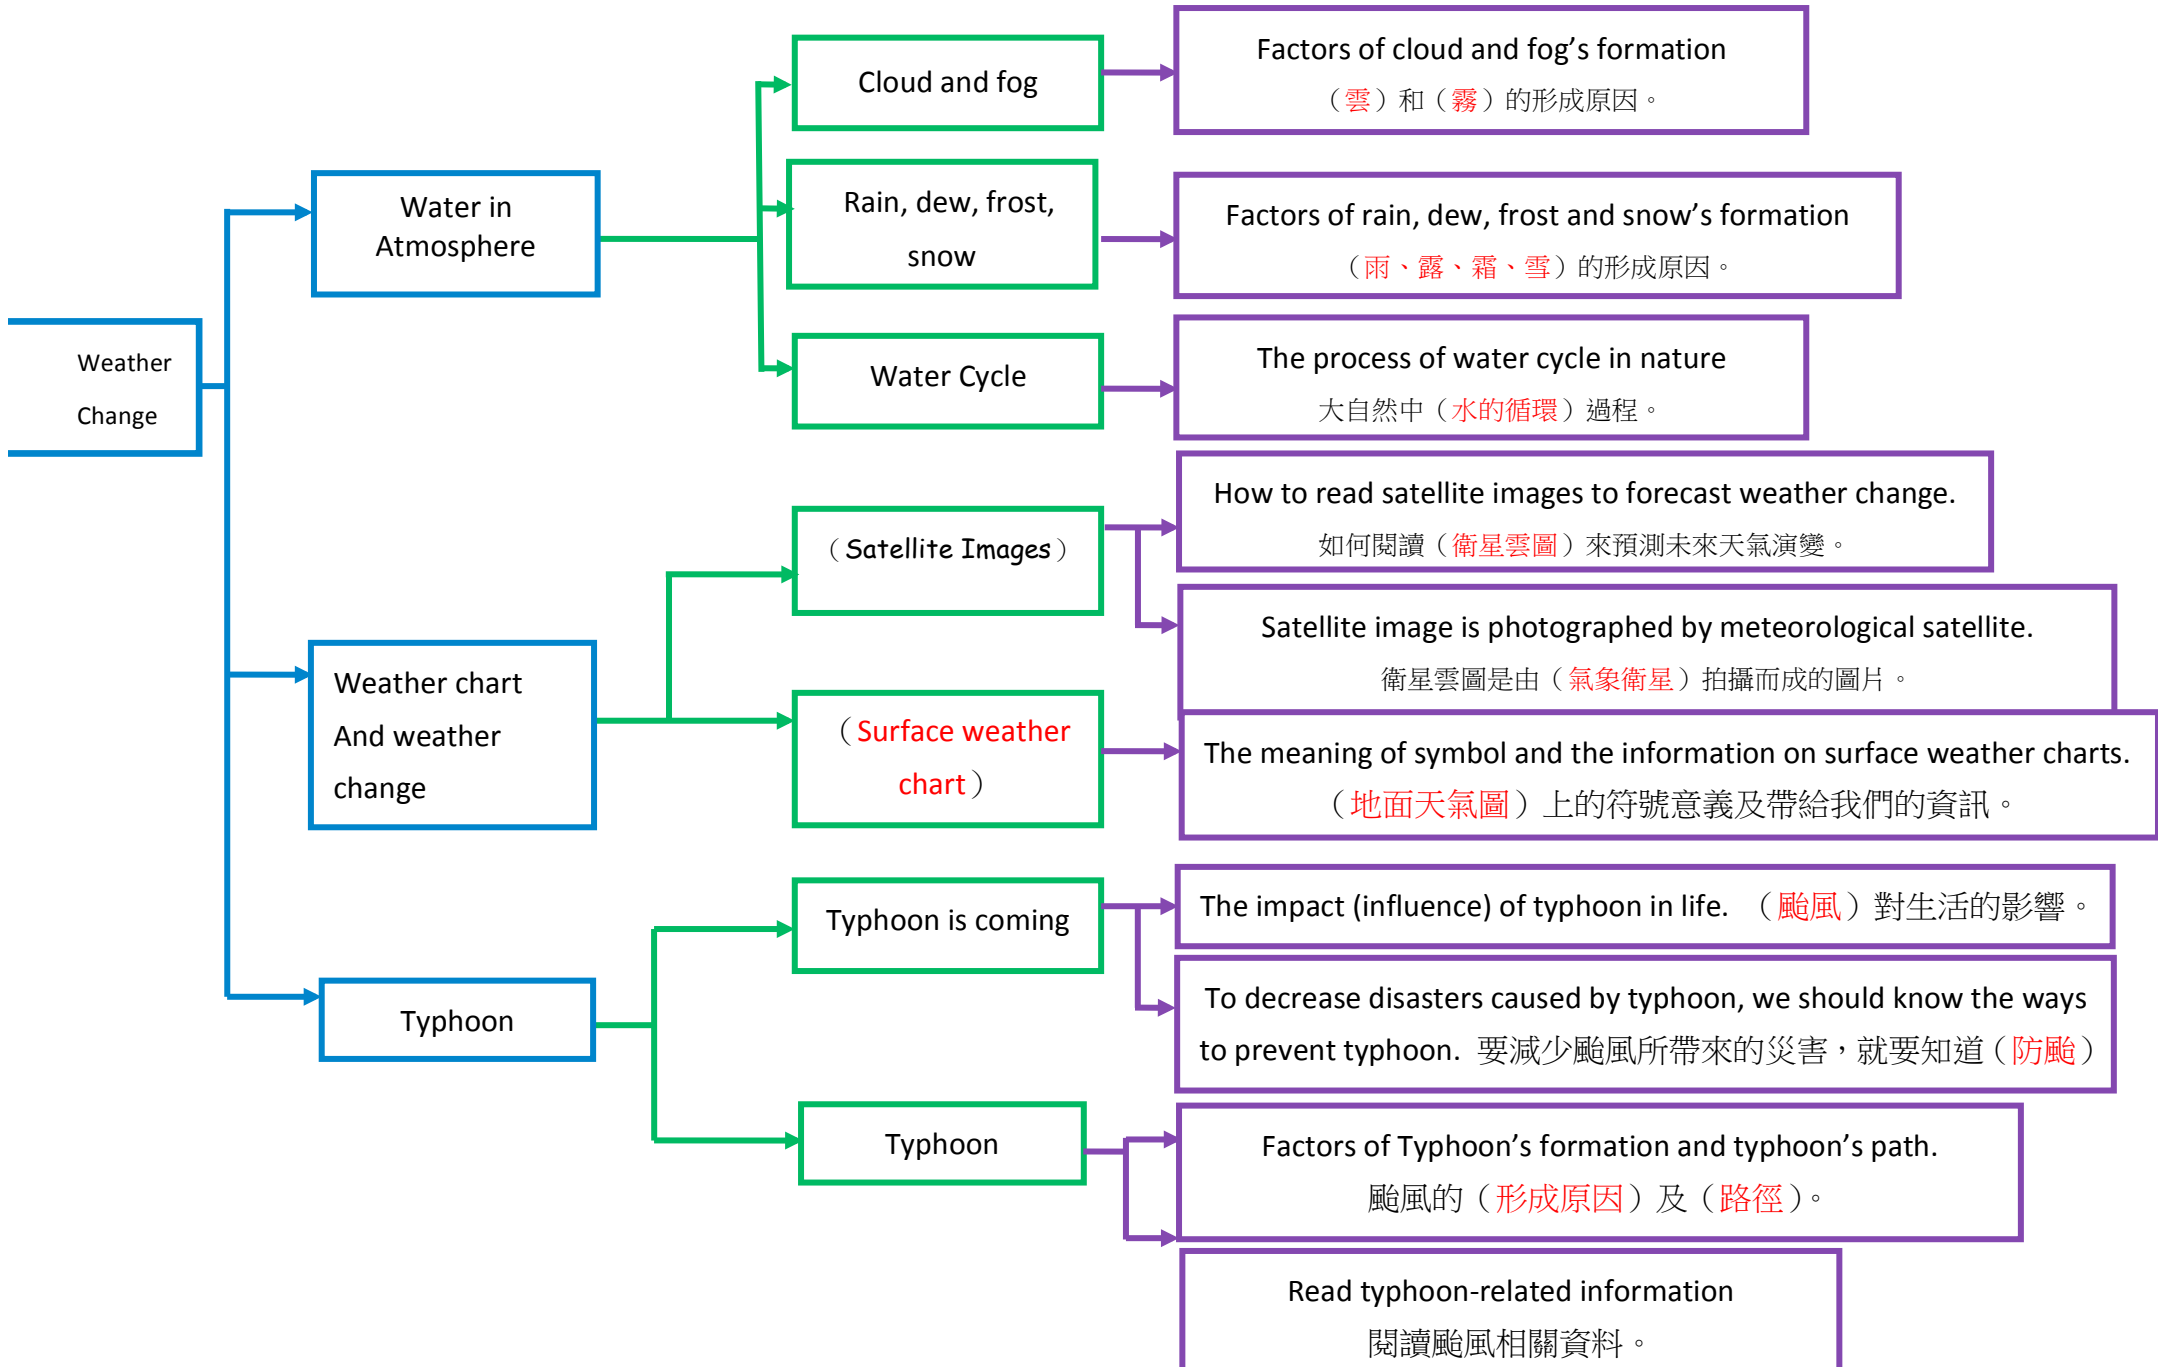 Weather
Change
Water in
Atmosphere
Cloud and fog
Factors of cloud and fog’s formation
（雲）和（霧）的形成原因。
Rain, dew, frost,
snow
Factors of rain, dew, frost and snow’s formation
（雨、露、霜、雪）的形成原因。
Water Cycle
The process of water cycle in nature
大自然中（水的循環）過程。
Weather chart
And weather
change
（Satellite Images）
How to read satellite images to forecast weather change.
如何閱讀（衛星雲圖）來預測未來天氣演變。
Satellite image is photographed by meteorological satellite.
衛星雲圖是由（氣象衛星）拍攝而成的圖片。
（Surface weather
chart）
The meaning of symbol and the information on surface weather charts.
（地面天氣圖）上的符號意義及帶給我們的資訊。
Typhoon
Typhoon is coming
The impact (influence) of typhoon in life. （颱風）對生活的影響。
To decrease disasters caused by typhoon, we should know the ways
to prevent typhoon. 要減少颱風所帶來的災害，就要知道（防颱）
Typhoon
Factors of Typhoon’s formation and typhoon’s path.
颱風的（形成原因）及（路徑）。
Read typhoon-related information
閱讀颱風相關資料。